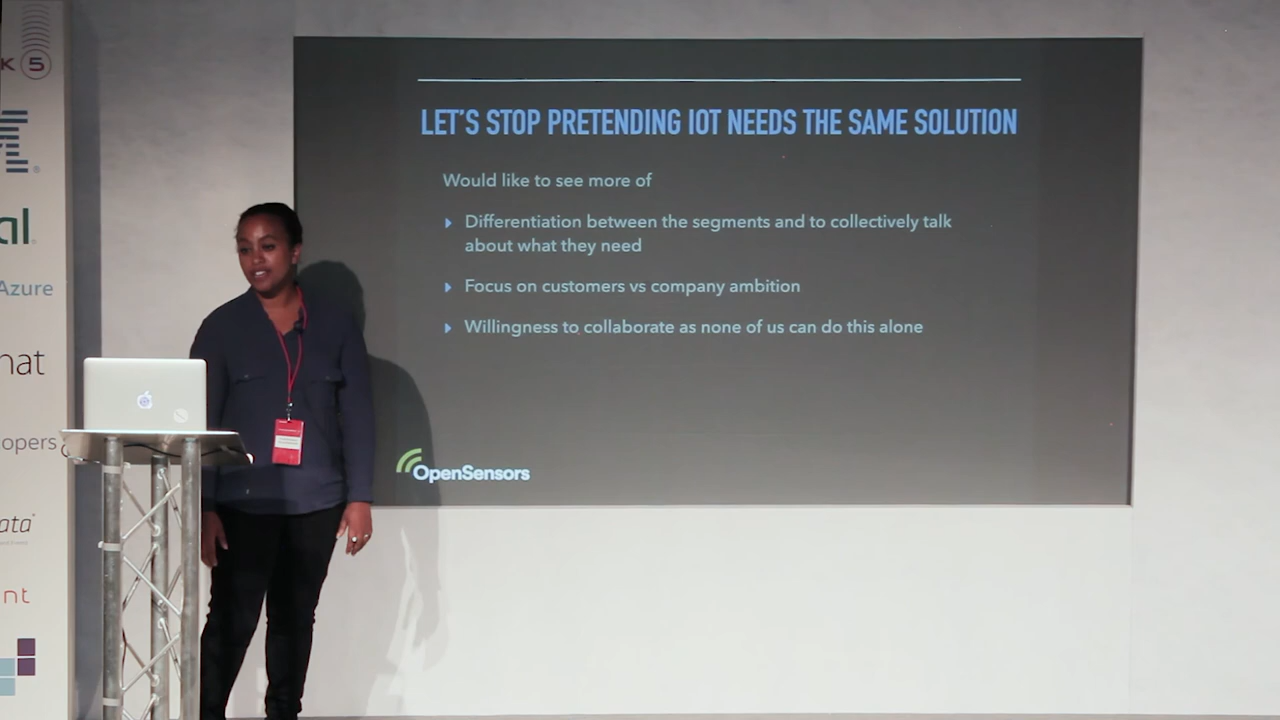 K 5
al
Azure
hat
opers
ata
nt
LET'S STOP PRETENDING IOT NEEDS THE SAME SOLUTION
Would like to see more of
Differentiation between the segments and to collectively talk
about what they need
Focus on customers vs company ambition
Willingness to collaborate as none of us can do this alone
OpenSensors